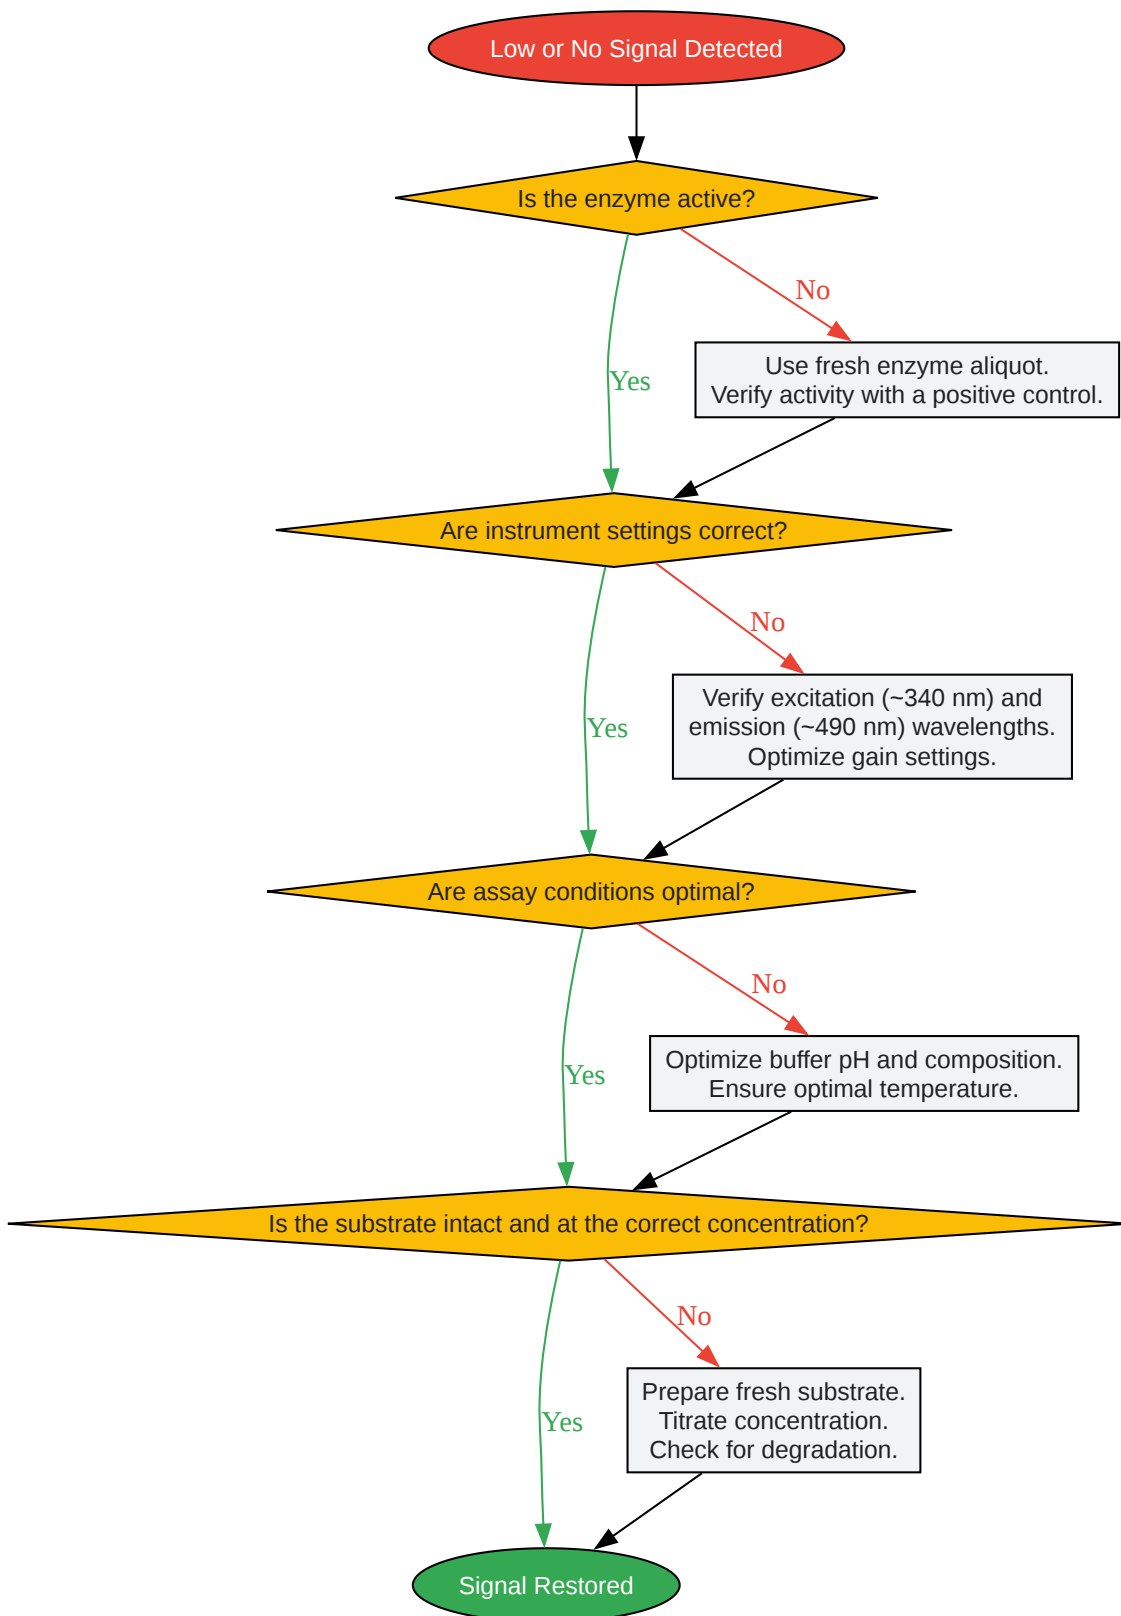 Low or No Signal Detected
Is the enzyme active?
No
Use fresh enzyme aliquot.
Verify activity with a positive control.
Yes
Are instrument settings correct?
No
Verify excitation (~340 nm) and
emission (~490 nm) wavelengths.
Optimize gain settings.
Yes
Are assay conditions optimal?
No
Optimize buffer pH and composition.
Ensure optimal temperature.
Yes
Is the substrate intact and at the correct concentration?
No
Prepare fresh substrate.
Titrate concentration.
Check for degradation.
Yes
Signal Restored